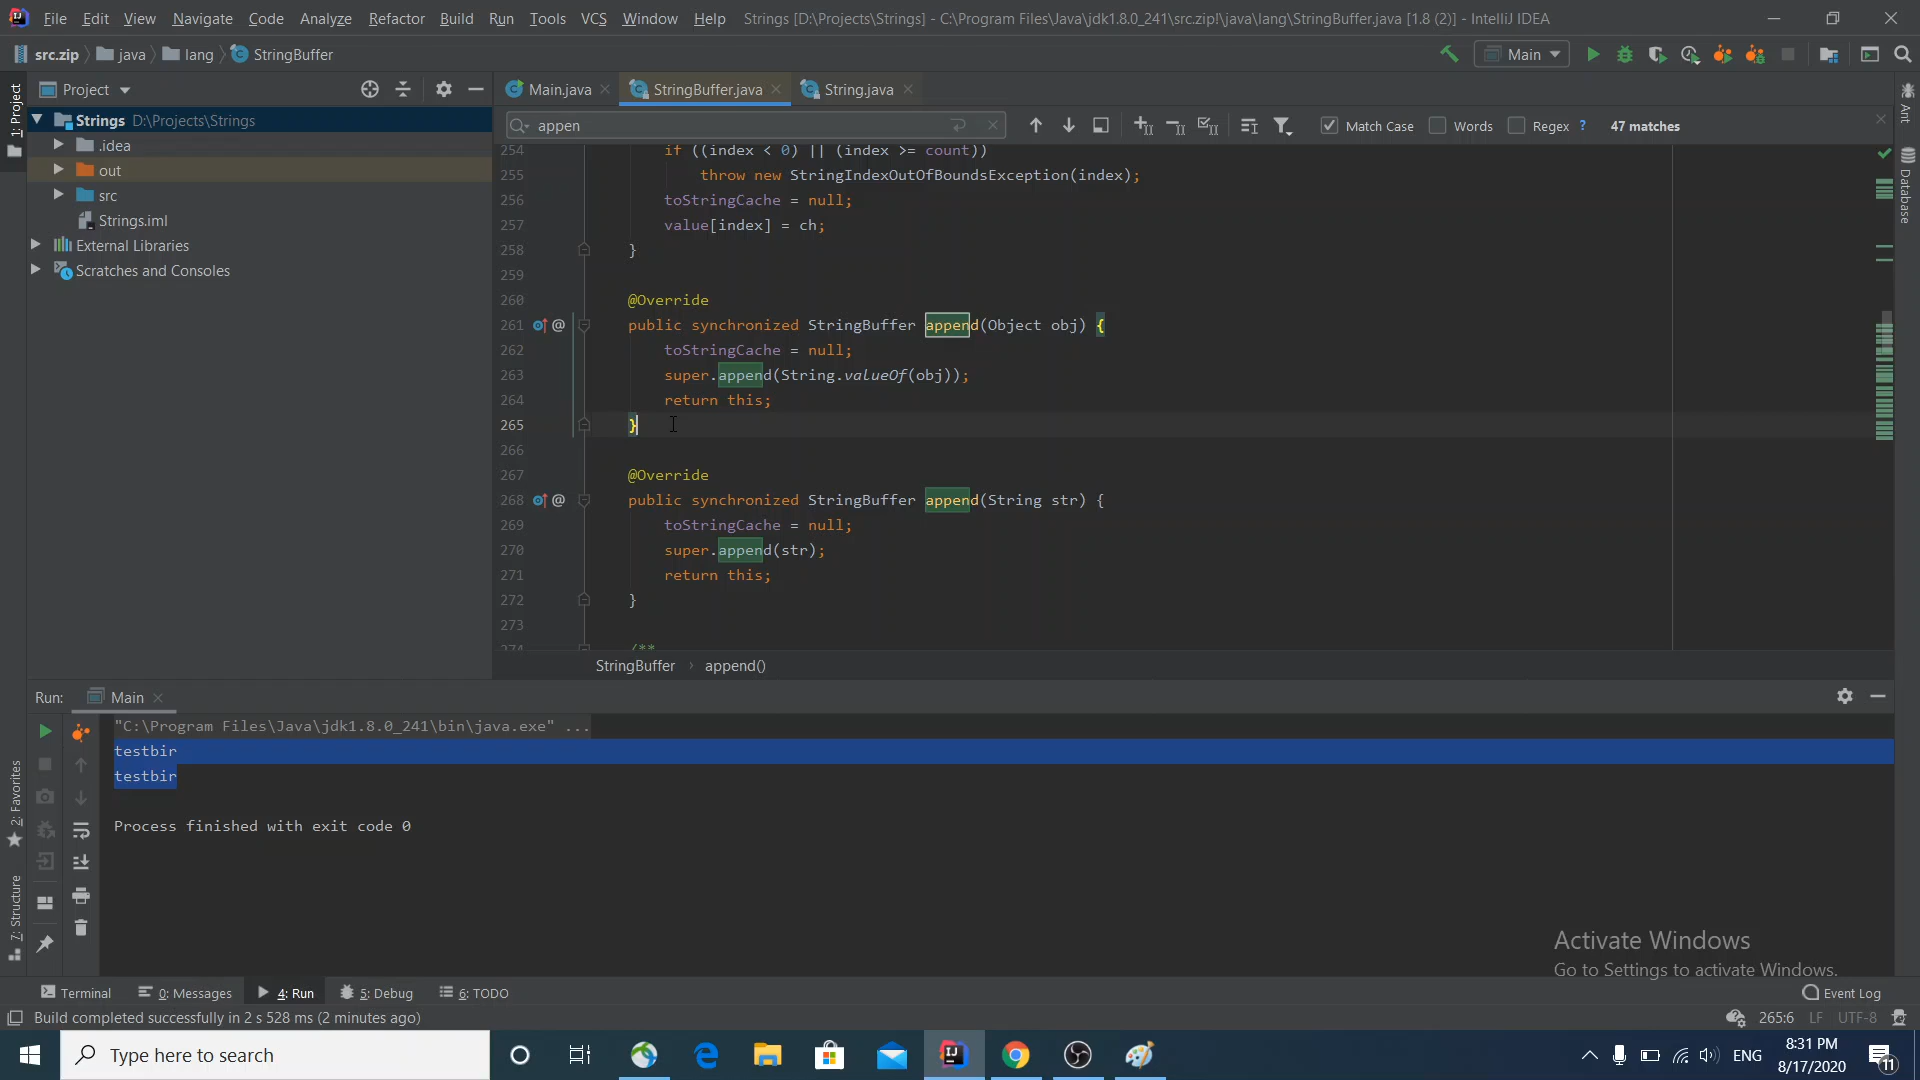 File Edit View Navigate Code Analyze Refactor Build Run Tools VCS Window Help Strings [D:\Projects\Strings] - C:\Program Files\Java\jdk1.8.0_241\src.zip!\java\lang\StringBuffer.java [1.8 (2)] - IntelliJ IDEA
src.zip java lang StringBuffer Main
Project Main.java StringBuffer.java String.java
1: Project
Ant
Database
Strings D:\Projects\Strings
.idea
out
src
Strings.iml
External Libraries
Scratches and Consoles
appen Match Case Words Regex ? 47 matches
254 if ((index < 0) || (index >= count))
255 throw new StringIndexOutOfBoundsException(index);
256 toStringCache = null;
257 value[index] = ch;
258 }
259
260 @Override
261 @ public synchronized StringBuffer append(Object obj) {
262 toStringCache = null;
263 super.append(String.valueOf(obj));
264 return this;
265 }
266
267 @Override
268 @ public synchronized StringBuffer append(String str) {
269 toStringCache = null;
270 super.append(str);
271 return this;
272 }
273
274 /**
StringBuffer › append()
Run: Main
"C:\Program Files\Java\jdk1.8.0_241\bin\java.exe" ...
testbir
testbir
Process finished with exit code 0
2: Favorites
7: Structure
Activate Windows
Go to Settings to activate Windows.
Terminal 0: Messages 4: Run 5: Debug 6: TODO Event Log
Build completed successfully in 2 s 528 ms (2 minutes ago) 265:6 LF UTF-8
Type here to search ENG 8:31 PM
8/17/2020 11